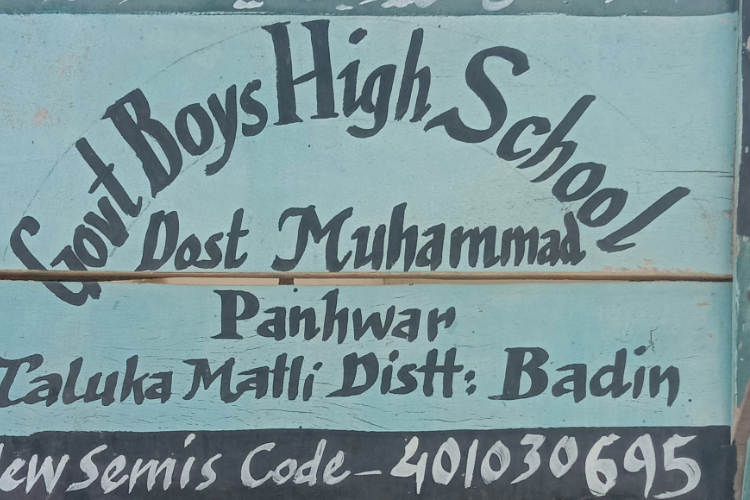 Govt Boys High School
Dost Muhammad
Panhwar
Taluka Matli Distt: Badin
New Semis Code - 401030695